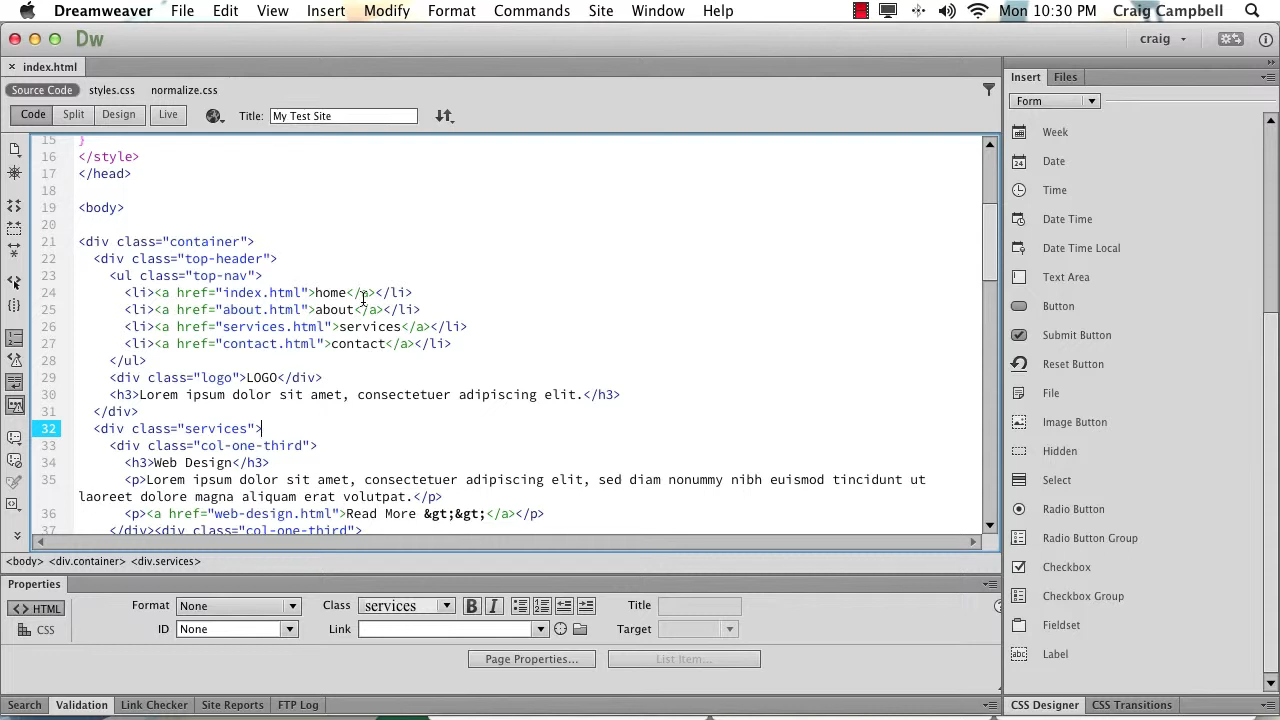 Dreamweaver File Edit View Insert Modify Format Commands Site Window Help Mon 10:30 PM Craig Campbell
Dw craig
× index.html
Source Code styles.css normalize.css
Code Split Design Live Title: My Test Site
15 }
16 </style>
17 </head>
18
19 <body>
20
21 <div class="container">
22 <div class="top-header">
23 <ul class="top-nav">
24 <li><a href="index.html">home</a></li>
25 <li><a href="about.html">about</a></li>
26 <li><a href="services.html">services</a></li>
27 <li><a href="contact.html">contact</a></li>
28 </ul>
29 <div class="logo">LOGO</div>
30 <h3>Lorem ipsum dolor sit amet, consectetuer adipiscing elit.</h3>
31 </div>
32 <div class="services">
33 <div class="col-one-third">
34 <h3>Web Design</h3>
35 <p>Lorem ipsum dolor sit amet, consectetuer adipiscing elit, sed diam nonummy nibh euismod tincidunt ut
laoreet dolore magna aliquam erat volutpat.</p>
36 <p><a href="web-design.html">Read More &gt;&gt;</a></p>
37 </div><div class="col-one-third">
<body> <div.container> <div.services>
Properties
<> HTML Format None Class services B I Title
CSS ID None Link Target
Page Properties... List Item...
Search Validation Link Checker Site Reports FTP Log
Insert Files
Form
Week
24 Date
Time
Date Time
Date Time Local
Text Area
Button
Submit Button
Reset Button
File
Image Button
Hidden
Select
Radio Button
Radio Button Group
Checkbox
Checkbox Group
Fieldset
abc Label
CSS Designer CSS Transitions